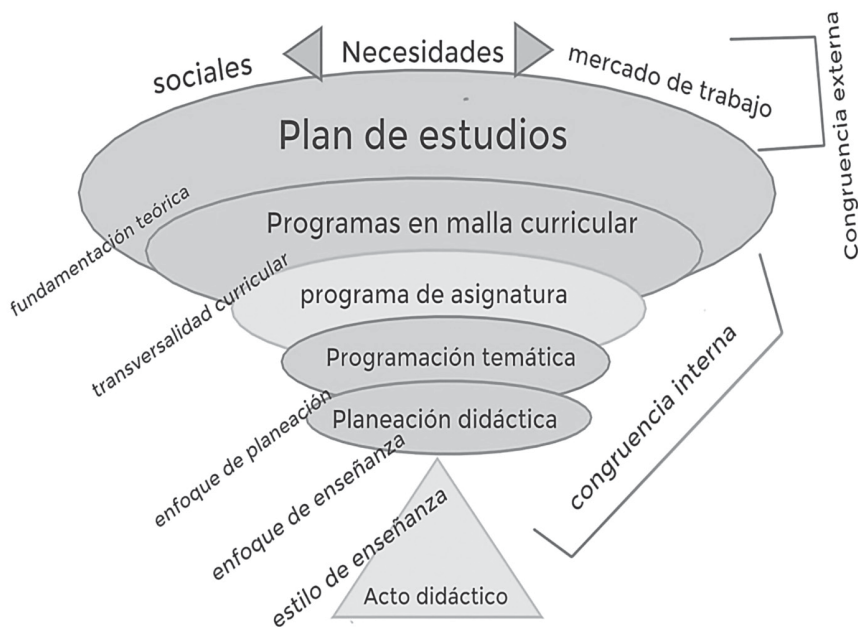 Necesidades
sociales
mercado de trabajo
Plan de estudios
Programas en malla curricular
programa de asignatura
Programación temática
Planeación didáctica
Acto didáctico
fundamentación teórica
transversalidad curricular
enfoque de planeación
enfoque de enseñanza
estilo de enseñanza
Congruencia externa
congruencia interna